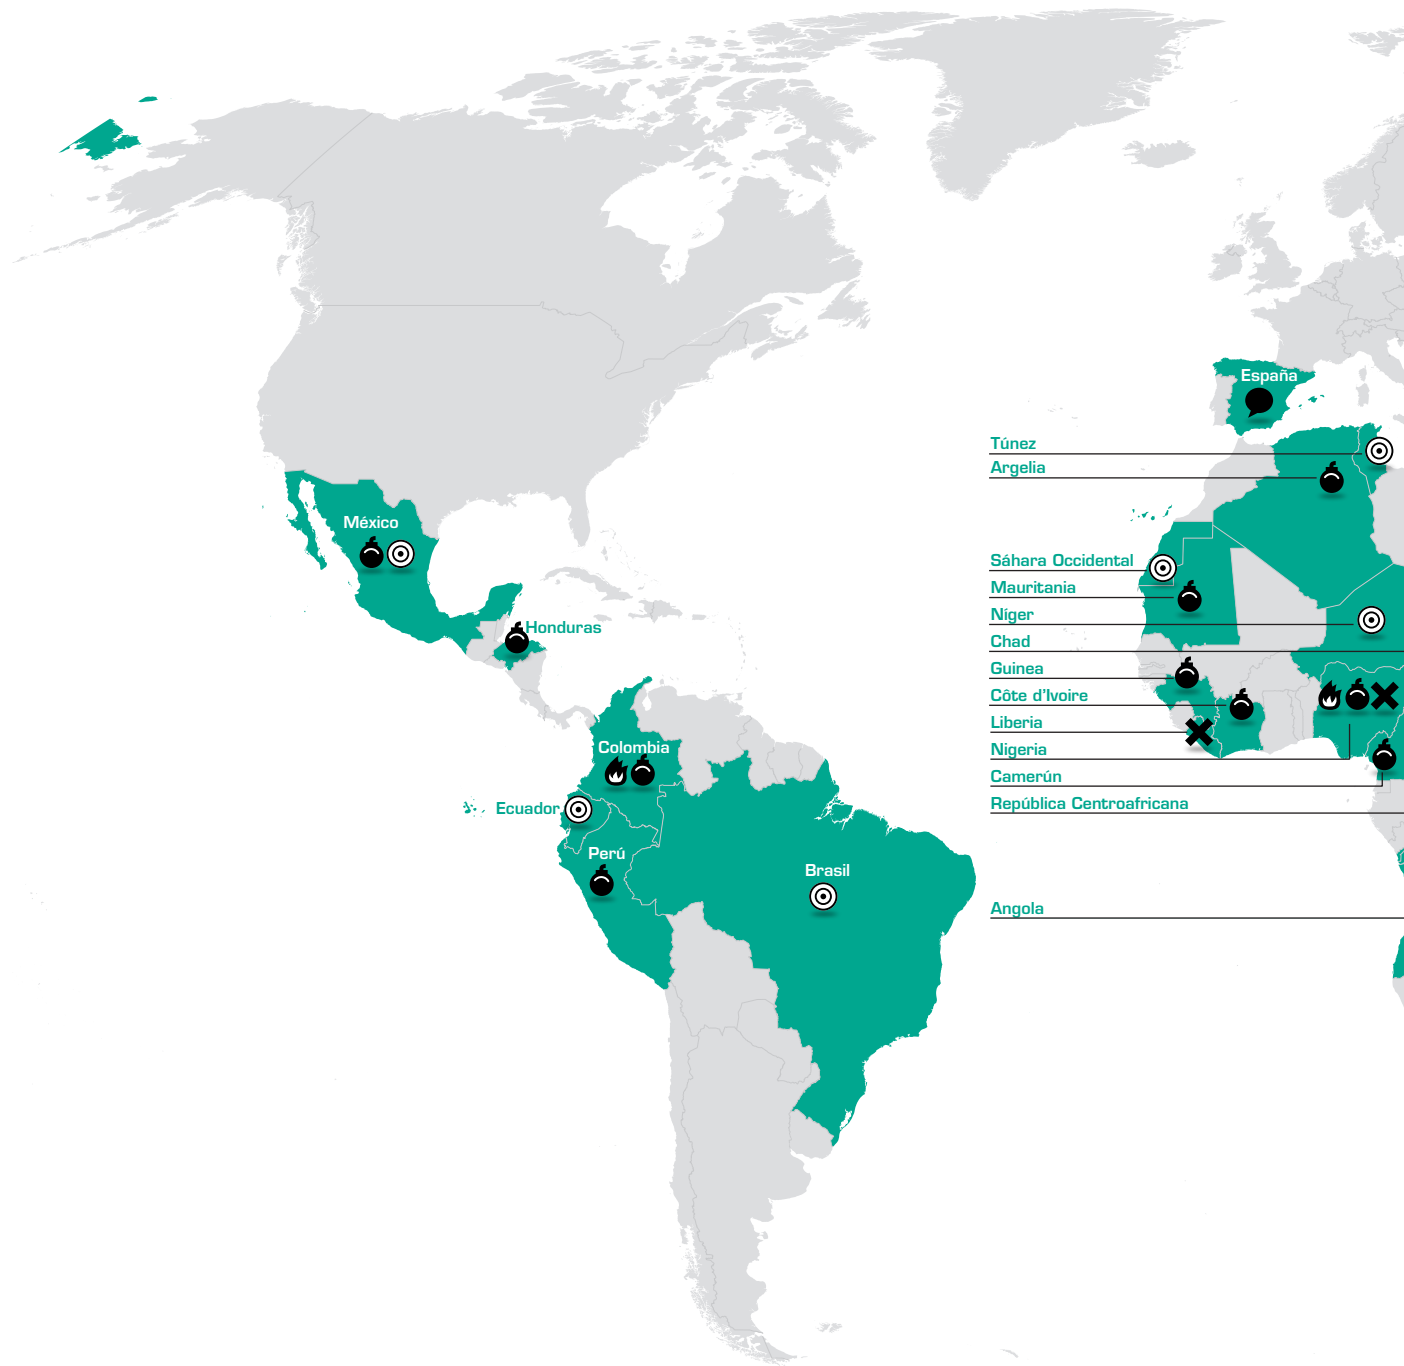 España
Túnez
Argelia
México
Sáhara Occidental
Mauritania
Níger
Honduras
Chad
Guinea
Côte d'Ivoire
Liberia
Colombia
Nigeria
Camerún
República Centroafricana
Ecuador
Perú
Brasil
Angola